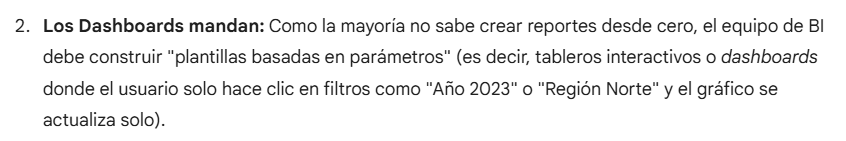 2. Los Dashboards mandan: Como la mayoría no sabe crear reportes desde cero, el equipo de BI
debe construir "plantillas basadas en parámetros" (es decir, tableros interactivos o dashboards
donde el usuario solo hace clic en filtros como "Año 2023" o "Región Norte" y el gráfico se
actualiza solo).